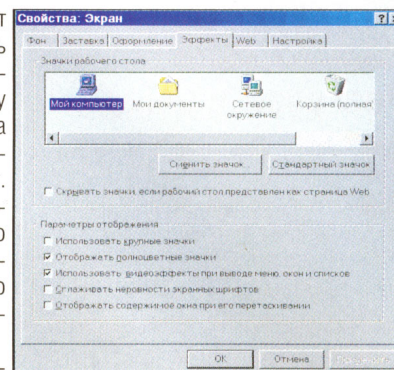 Свойства: Экран
Фон Заставка Оформление Эффекты Web Настройка
Значки рабочего стола
Мой компьютер Мои документы Сетевое окружение Корзина (полная)
Сменить значок... Стандартный значок
Скрывать значки, если рабочий стол представлен как страница Web
Параметры отображения
Использовать крупные значки
Отображать полноцветные значки
Использовать видеоэффекты при выводе меню, окон и списков
Сглаживать неровности экранных шрифтов
Отображать содержимое окна при его перетаскивании
OK Отмена